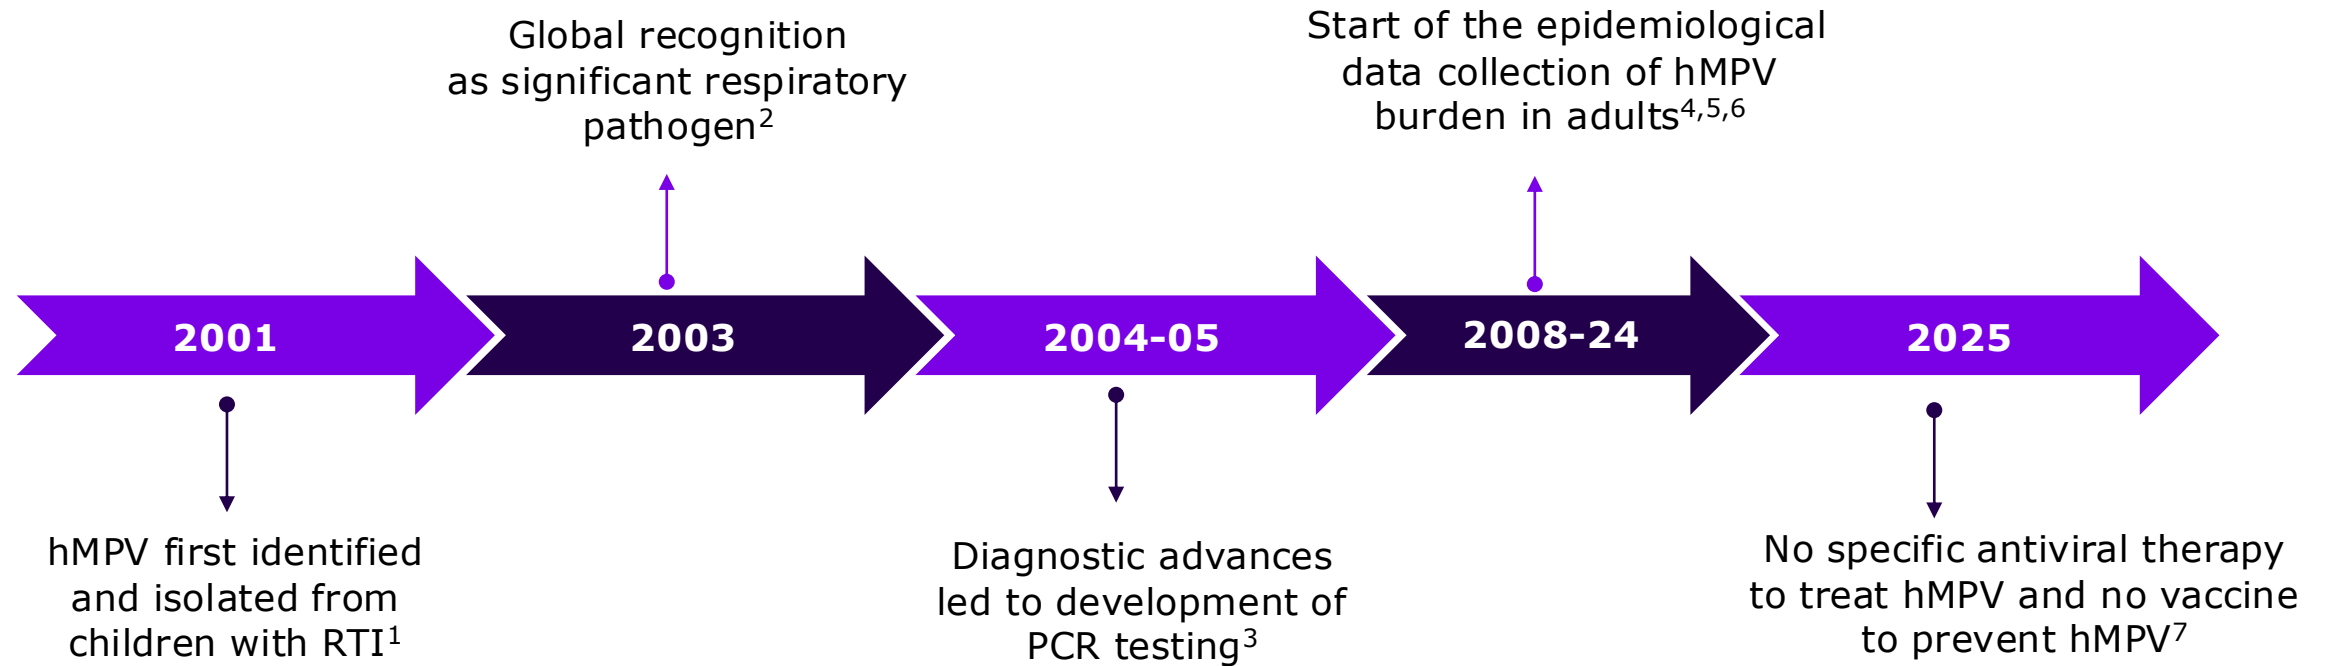 Global recognition
as significant respiratory
pathogen²
Start of the epidemiological
data collection of hMPV
burden in adults⁴,⁵,⁶
2001
2003
2004-05
2008-24
2025
hMPV first identified
and isolated from
children with RTI¹
Diagnostic advances
led to development of
PCR testing³
No specific antiviral therapy
to treat hMPV and no vaccine
to prevent hMPV⁷